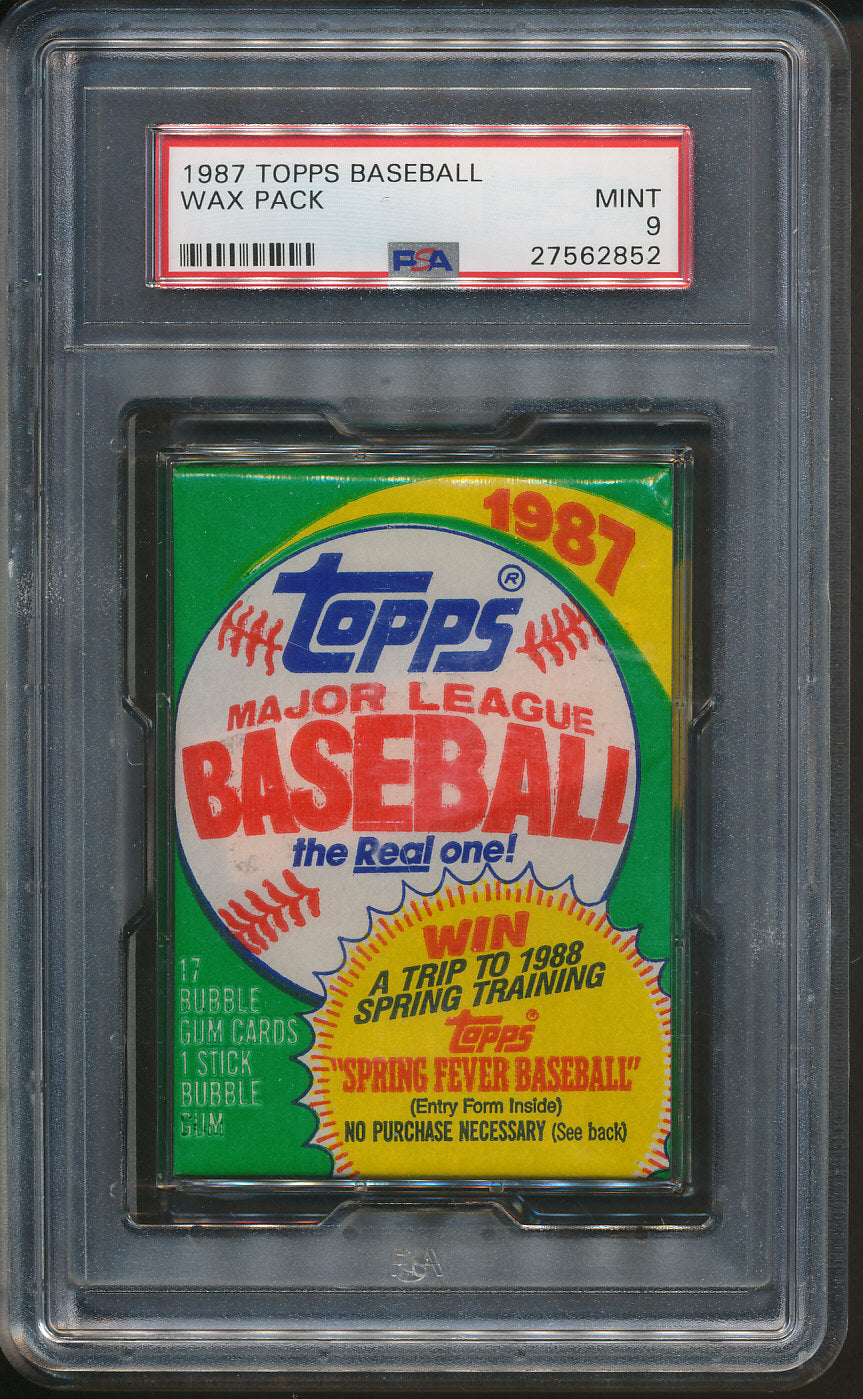 1987 TOPPS BASEBALL
WAX PACK
MINT
9
PSA
27562852
1987
Topps®
MAJOR LEAGUE
BASEBALL
the Real one!
17
BUBBLE
GUM CARDS
1 STICK
BUBBLE
GUM
WIN
A TRIP TO 1988
SPRING TRAINING
Topps®
"SPRING FEVER BASEBALL"
(Entry Form Inside)
NO PURCHASE NECESSARY (See back)
PSA